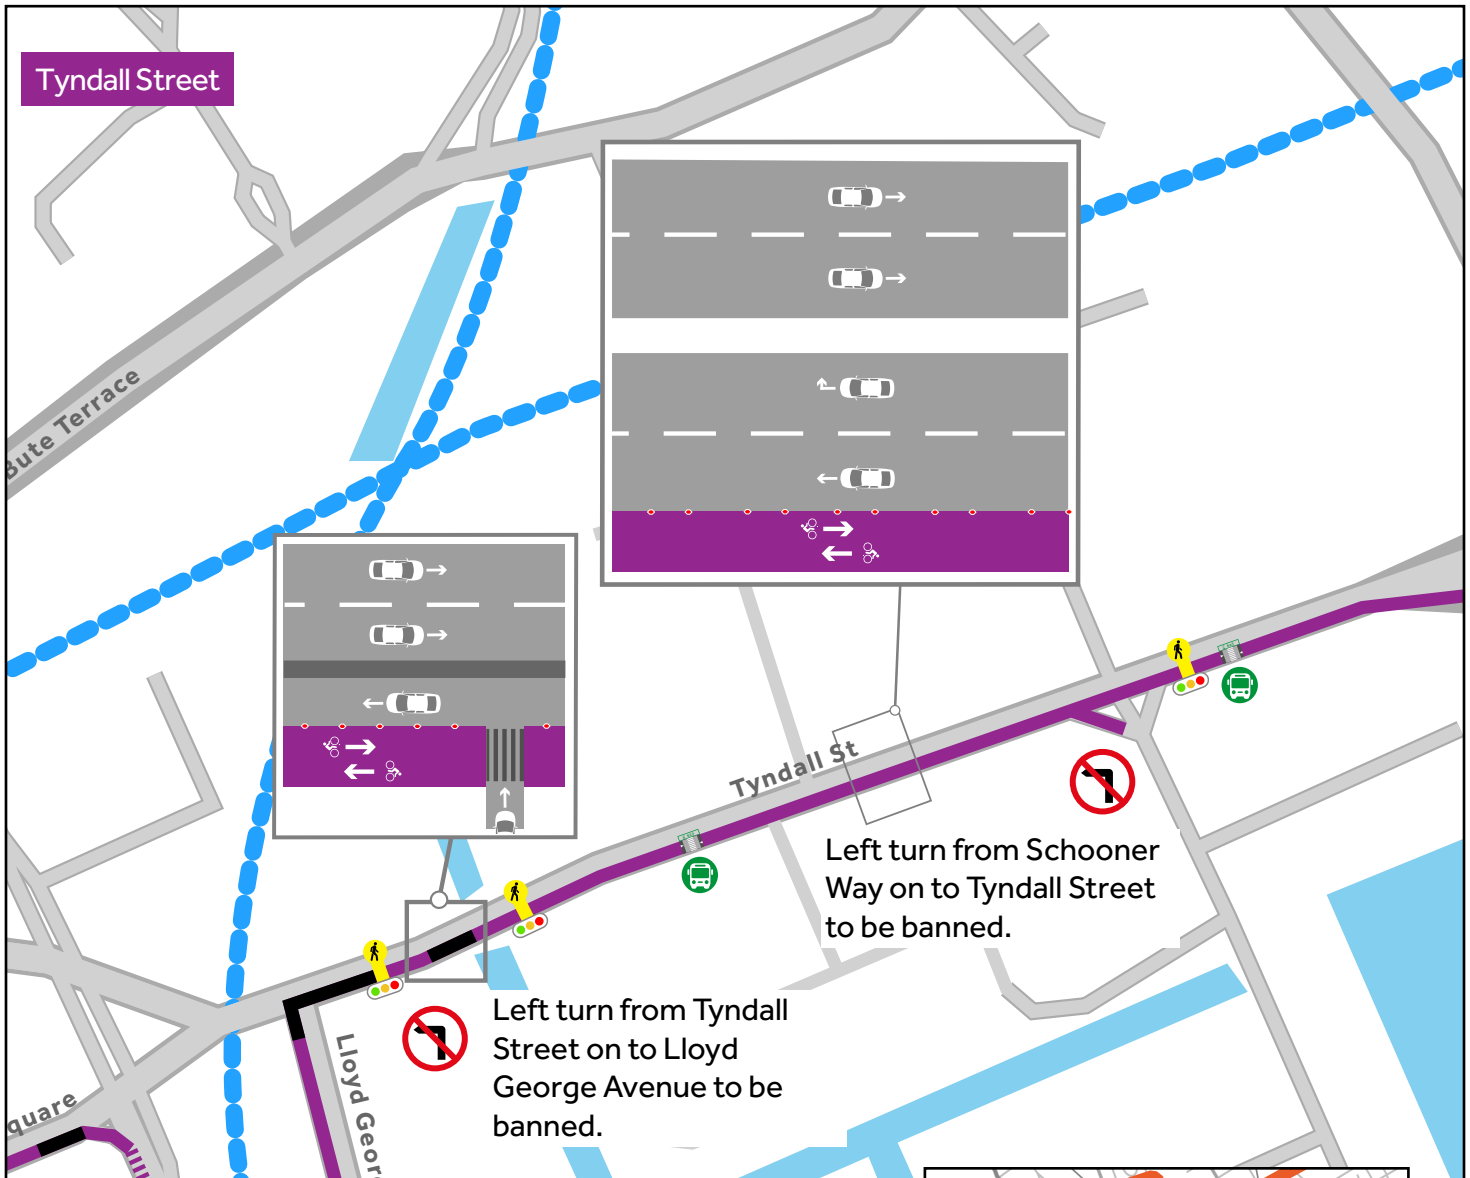 Tyndall Street
Bute Terrace
Tyndall St
Left turn from Schooner
Way on to Tyndall Street
to be banned.
Left turn from Tyndall
Street on to Lloyd
George Avenue to be
banned.
Lloyd Geor
quare